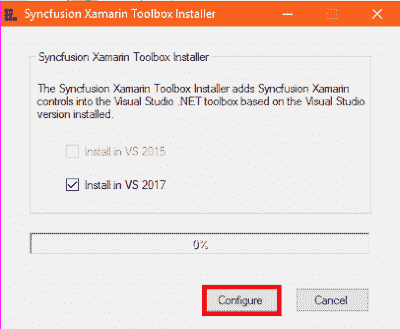 Syncfusion Xamarin Toolbox Installer
Syncfusion Xamarin Toolbox Installer
The Syncfusion Xamarin Toolbox Installer adds Syncfusion Xamarin
controls into the Visual Studio .NET toolbox based on the Visual Studio
version installed.
Install in VS 2015
Install in VS 2017
0%
Configure
Cancel